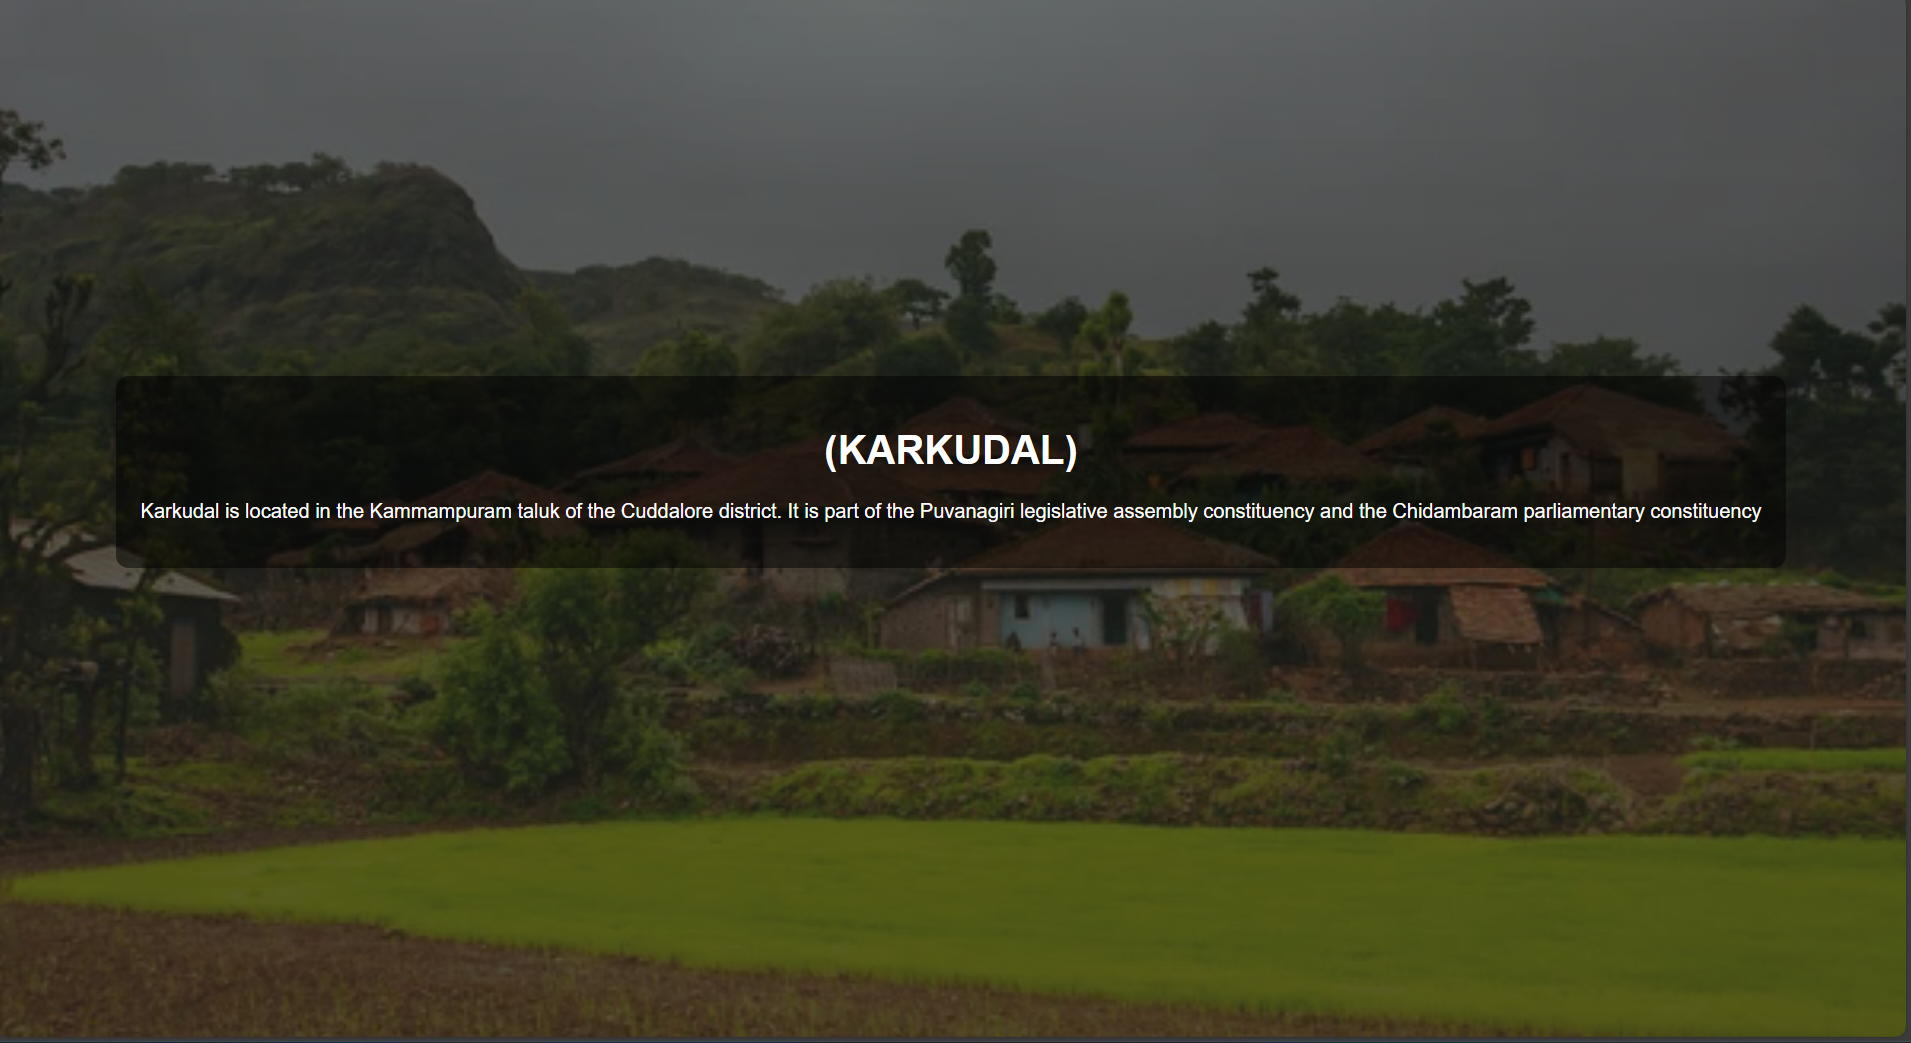 (KARKUDAL)
Karkudal is located in the Kammampuram taluk of the Cuddalore district. It is part of the Puvanagiri legislative assembly constituency and the Chidambaram parliamentary constituency